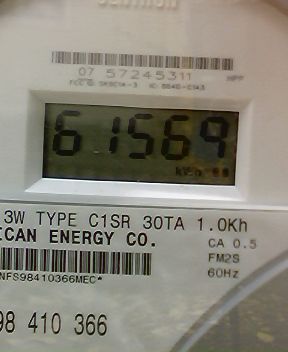 07 57245311
61569
kWh
3W TYPE C1SR 30TA 1.0Kh
ICAN ENERGY CO.
CA 0.5
FM2S
60Hz
NFS98410366MEC*
98 410 366